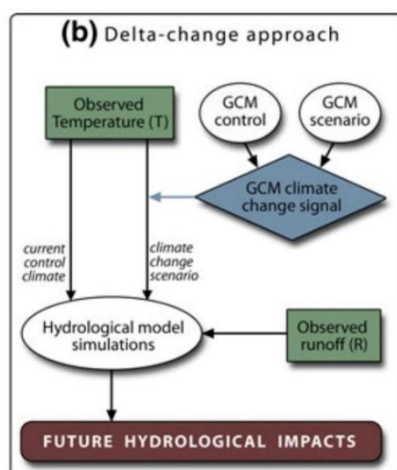 (b) Delta-change approach
Observed
Temperature (T)
GCM
control
GCM
scenario
GCM climate
change signal
current
control
climate
climate
change
scenario
Hydrological model
simulations
Observed
runoff (R)
FUTURE HYDROLOGICAL IMPACTS